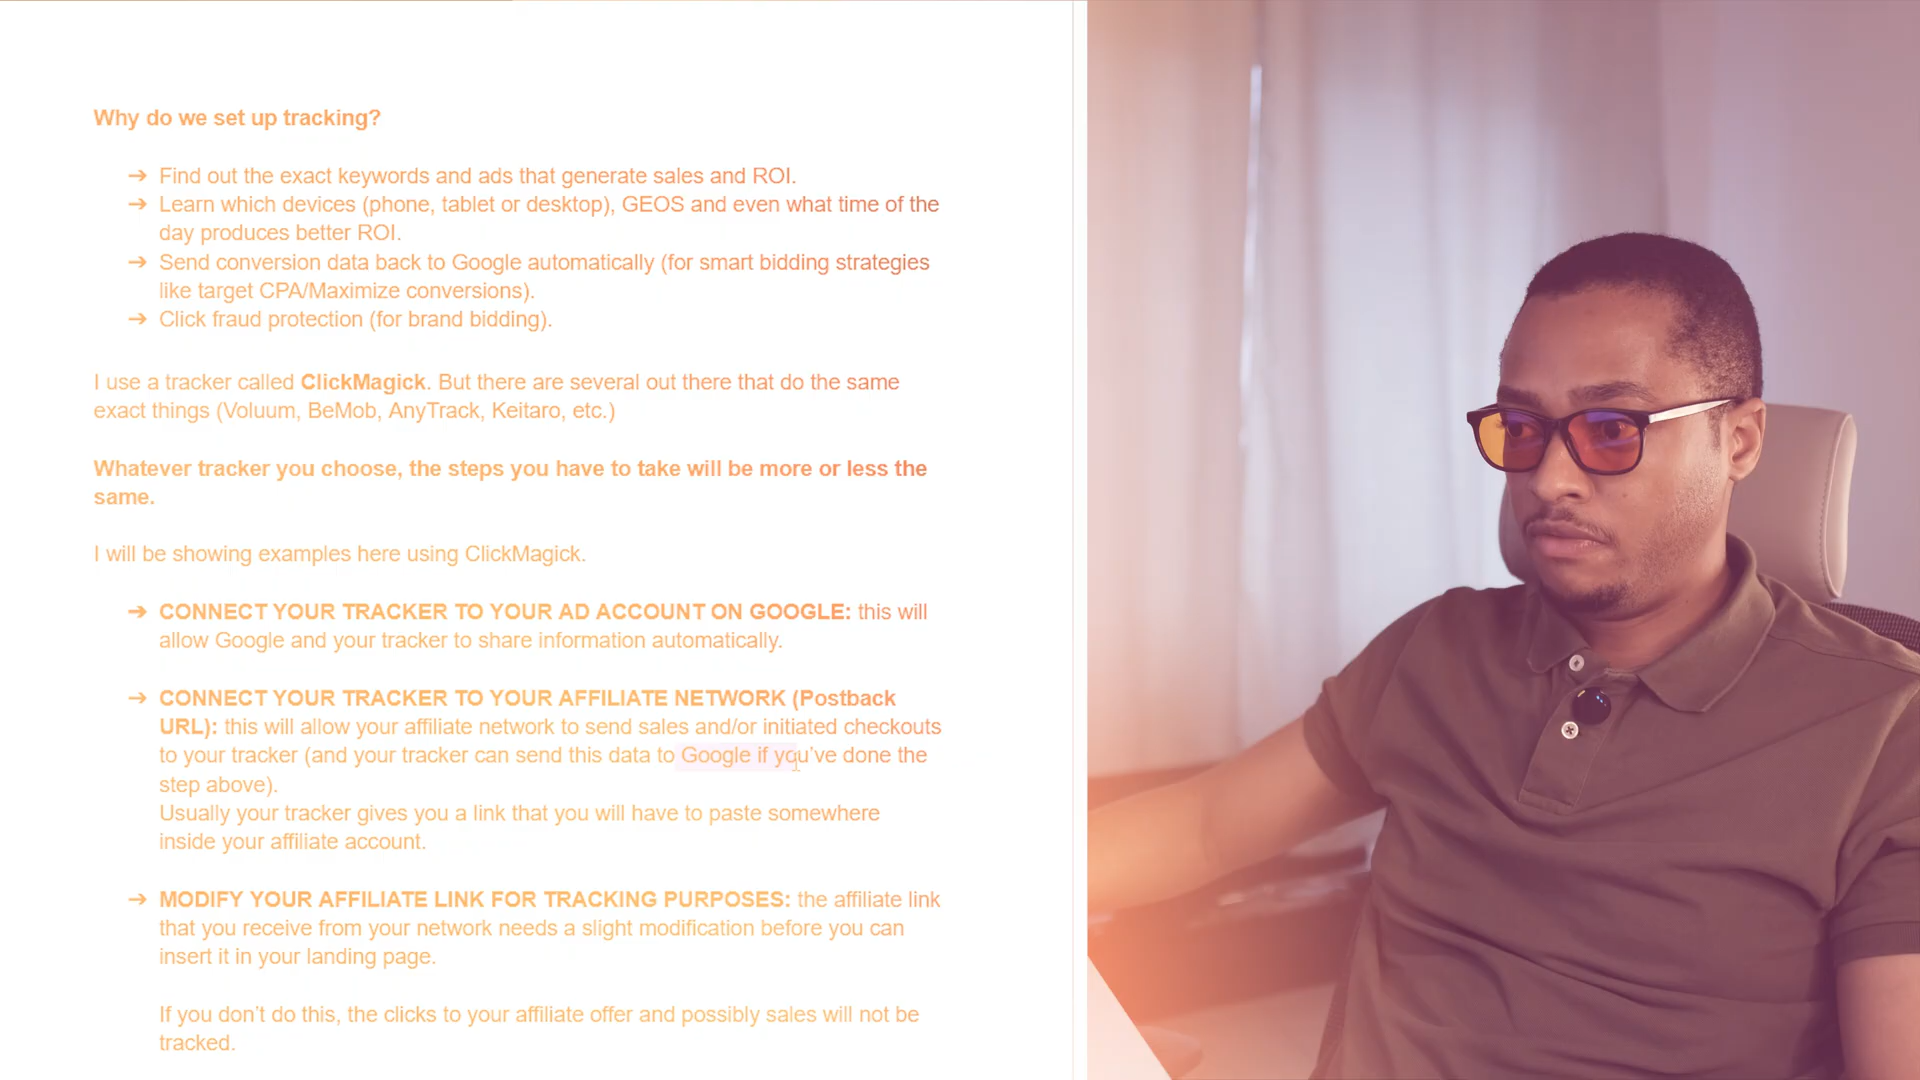 Why do we set up tracking?
➔ Find out the exact keywords and ads that generate sales and ROI.
➔ Learn which devices (phone, tablet or desktop), GEOS and even what time of the
day produces better ROI.
➔ Send conversion data back to Google automatically (for smart bidding strategies
like target CPA/Maximize conversions).
➔ Click fraud protection (for brand bidding).
I use a tracker called ClickMagick. But there are several out there that do the same
exact things (Voluum, BeMob, AnyTrack, Keitaro, etc.)
Whatever tracker you choose, the steps you have to take will be more or less the
same.
I will be showing examples here using ClickMagick.
➔ CONNECT YOUR TRACKER TO YOUR AD ACCOUNT ON GOOGLE: this will
allow Google and your tracker to share information automatically.
➔ CONNECT YOUR TRACKER TO YOUR AFFILIATE NETWORK (Postback
URL): this will allow your affiliate network to send sales and/or initiated checkouts
to your tracker (and your tracker can send this data to Google if you’ve done the
step above).
Usually your tracker gives you a link that you will have to paste somewhere
inside your affiliate account.
➔ MODIFY YOUR AFFILIATE LINK FOR TRACKING PURPOSES: the affiliate link
that you receive from your network needs a slight modification before you can
insert it in your landing page.
If you don’t do this, the clicks to your affiliate offer and possibly sales will not be
tracked.